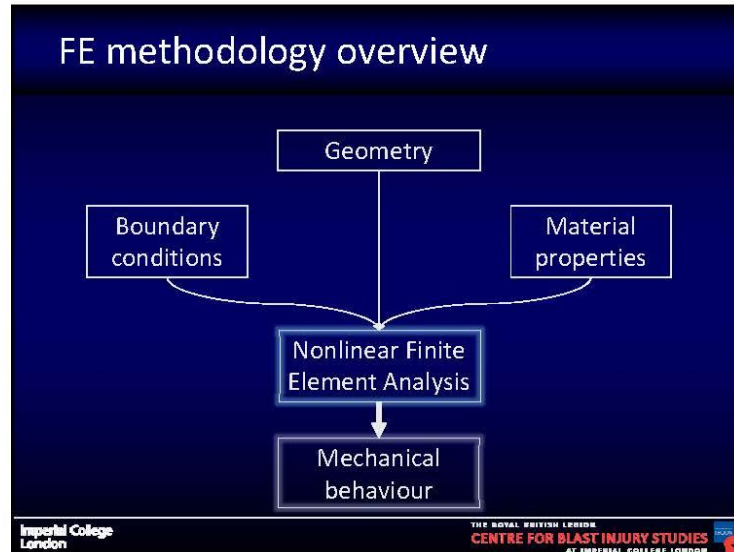 FE methodology overview
Geometry
Boundary
conditions
Material
properties
Nonlinear Finite
Element Analysis
Mechanical
behaviour
Imperial College
London
THE ROYAL BRITISH LEGION
CENTRE FOR BLAST INJURY STUDIES
AT IMPERIAL COLLEGE LONDON